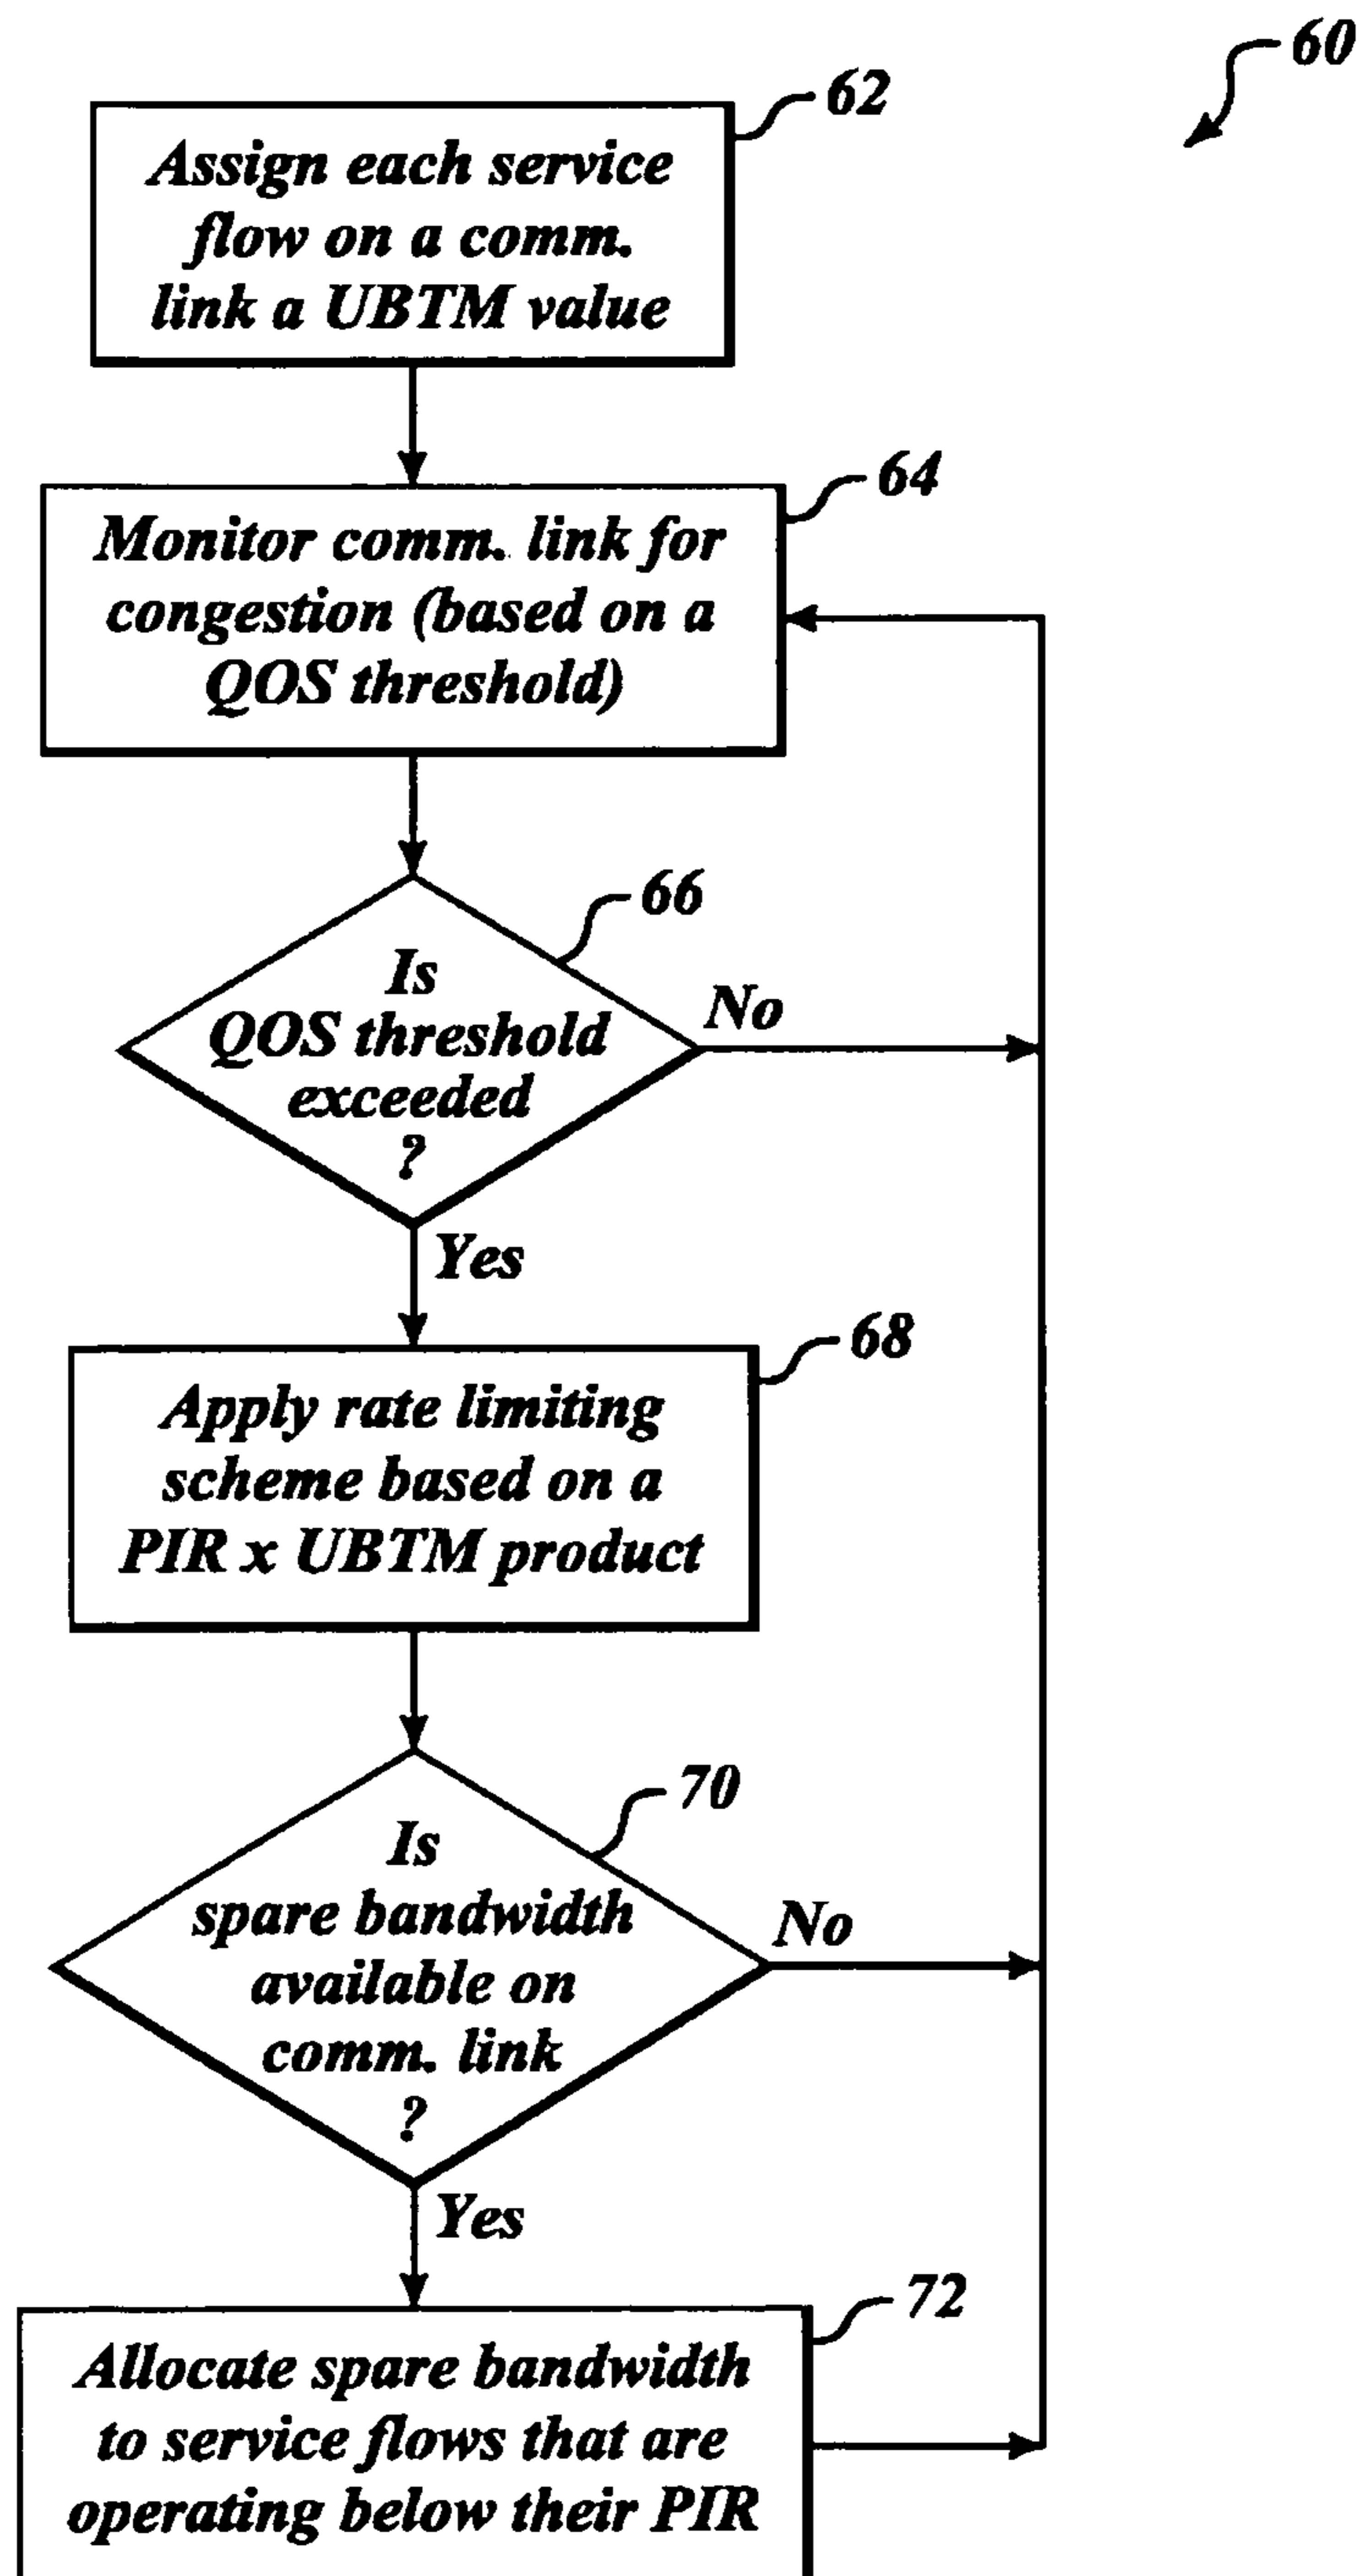 60
62
Assign each service
flow on a comm.
link a UBTM value
64
Monitor comm. link for
congestion (based on a
QOS threshold)
66
Is
QOS threshold
exceeded
?
No
Yes
68
Apply rate limiting
scheme based on a
PIR x UBTM product
70
Is
spare bandwidth
available on
comm. link
?
No
Yes
72
Allocate spare bandwidth
to service flows that are
operating below their PIR